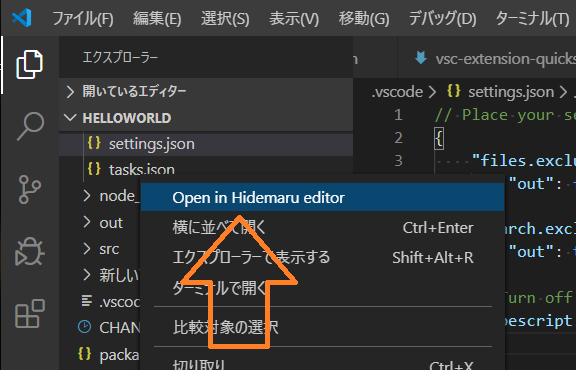 ファイル(F) 編集(E) 選択(S) 表示(V) 移動(G) デバッグ(D) ターミナル(T)
エクスプローラー
vsc-extension-quicks
開いているエディター
.vscode > settings.json > .
HELLOWORLD
1 // Place your se
settings.json
2 {
tasks.json
3 "files.exclu
node_
Open in Hidemaru editor
"out":
out
横に並べて開く Ctrl+Enter
src
エクスプローラーで表示する Shift+Alt+R
arch.excl
新しい
ターミナルで開く
"out":
.vscc
CHAN
比較対象の選択
urn off
pescript
packa
切り取り Ctrl+X